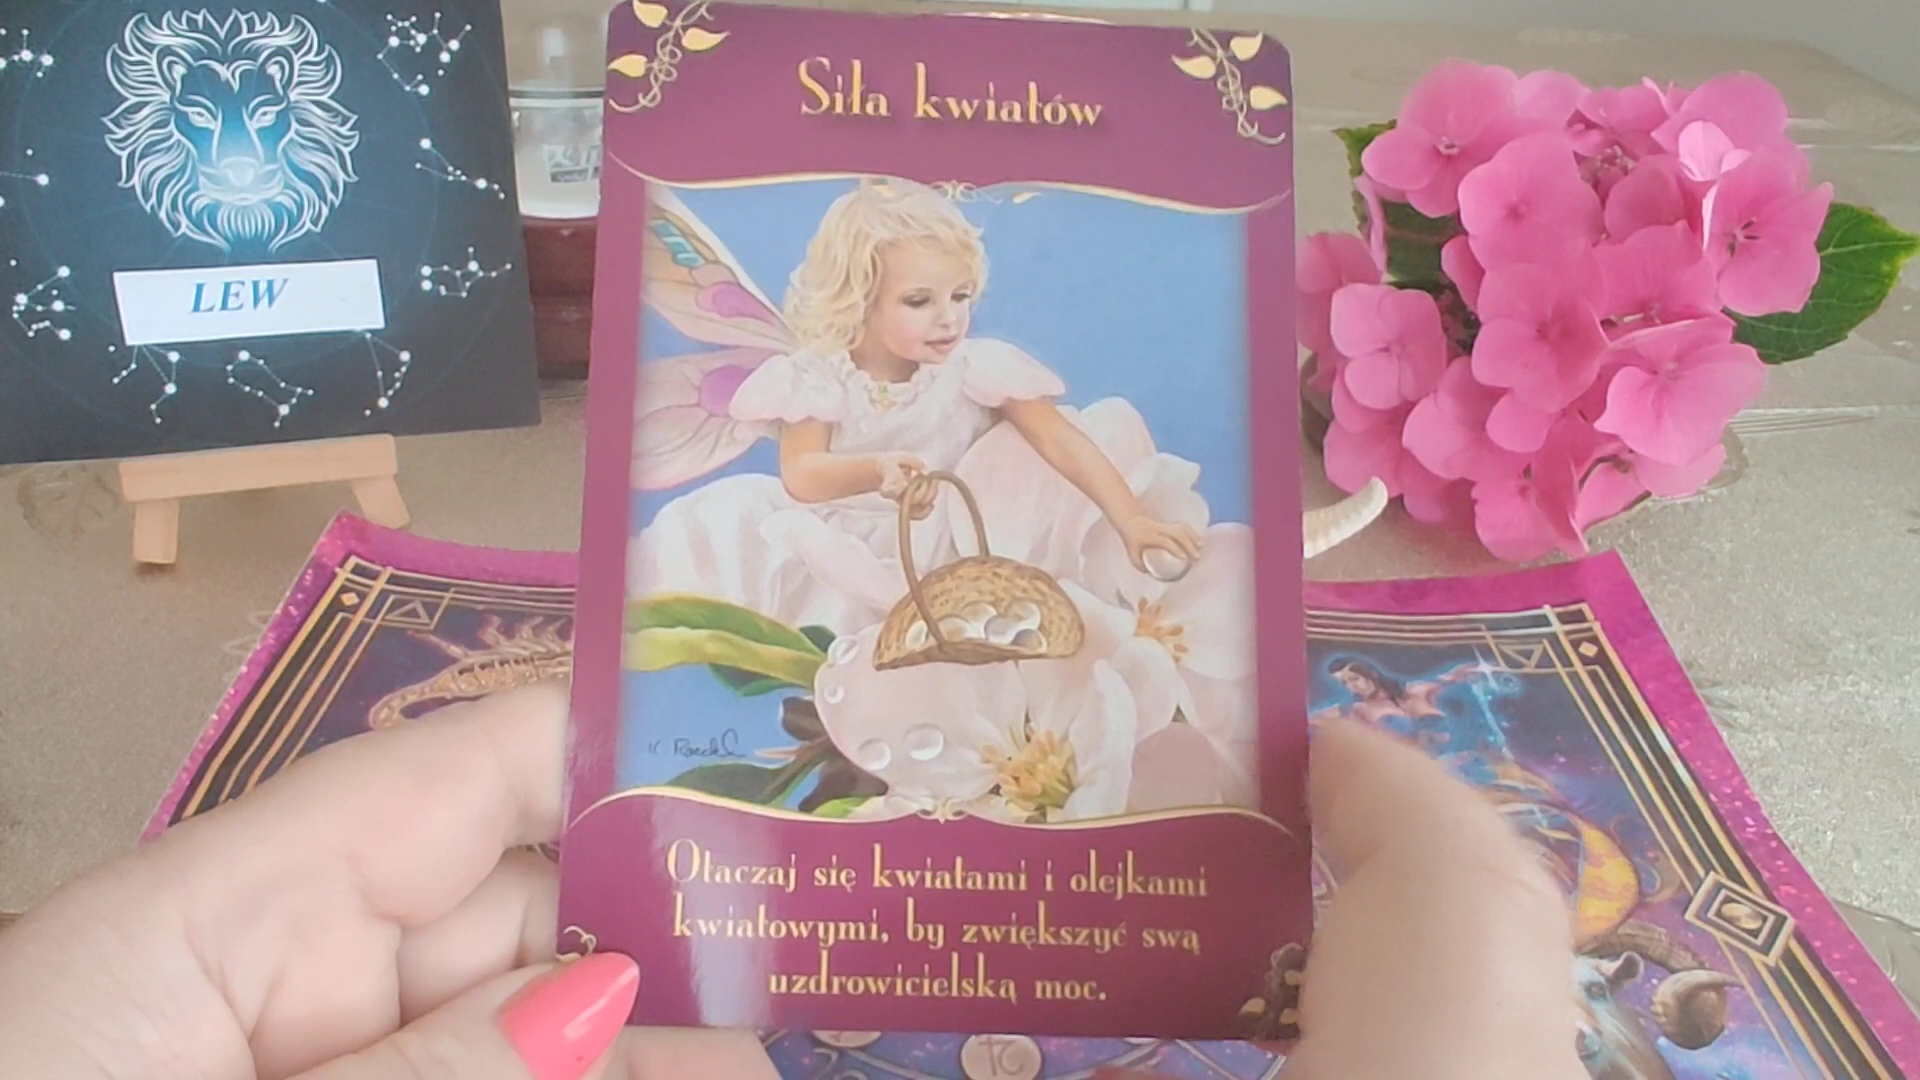 LEW
Siła kwiatów
Otaczaj się kwiatami i olejkami
kwiatowymi, by zwiększyć swą
uzdrowicielską moc.